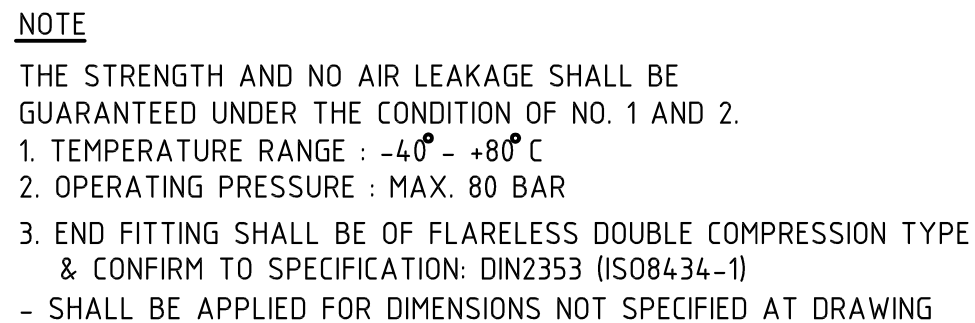 NOTE
THE STRENGTH AND NO AIR LEAKAGE SHALL BE
GUARANTEED UNDER THE CONDITION OF NO. 1 AND 2.
1. TEMPERATURE RANGE : -40° - +80° C
2. OPERATING PRESSURE : MAX. 80 BAR
3. END FITTING SHALL BE OF FLARELESS DOUBLE COMPRESSION TYPE
& CONFIRM TO SPECIFICATION: DIN2353 (ISO8434-1)
- SHALL BE APPLIED FOR DIMENSIONS NOT SPECIFIED AT DRAWING